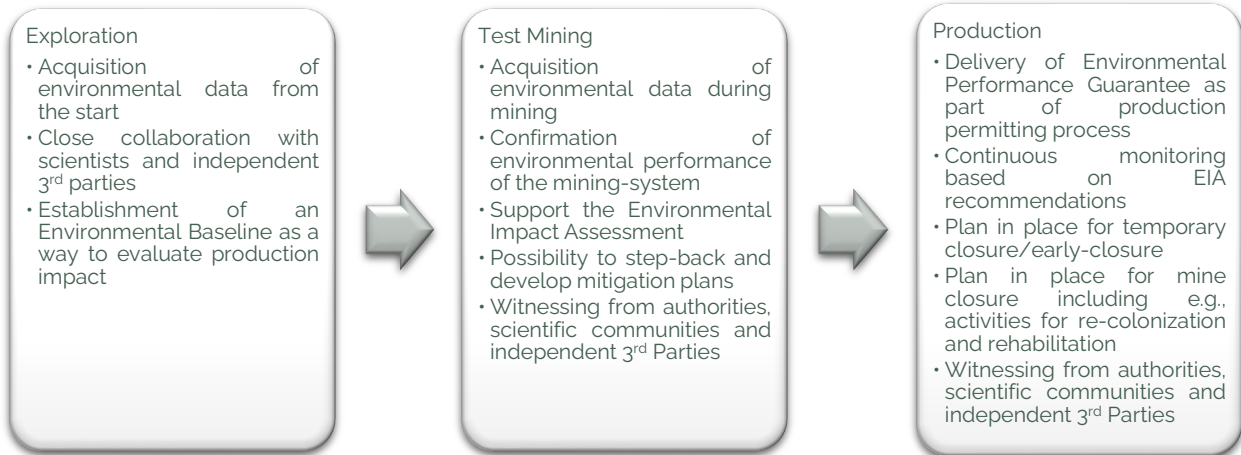 Exploration
• Acquisition of
environmental data from
the start
• Close collaboration with
scientists and independent
3rd parties
• Establishment of an
Environmental Baseline as a
way to evaluate production
impact
Test Mining
• Acquisition of
environmental data during
mining
• Confirmation of
environmental performance
of the mining-system
• Support the Environmental
Impact Assessment
• Possibility to step-back and
develop mitigation plans
• Witnessing from authorities,
scientific communities and
independent 3rd Parties
Production
• Delivery of Environmental
Performance Guarantee as
part of production
permitting process
• Continuous monitoring
based on EIA
recommendations
• Plan in place for temporary
closure/early-closure
• Plan in place for mine
closure including e.g.,
activities for re-colonization
and rehabilitation
• Witnessing from authorities,
scientific communities and
independent 3rd Parties